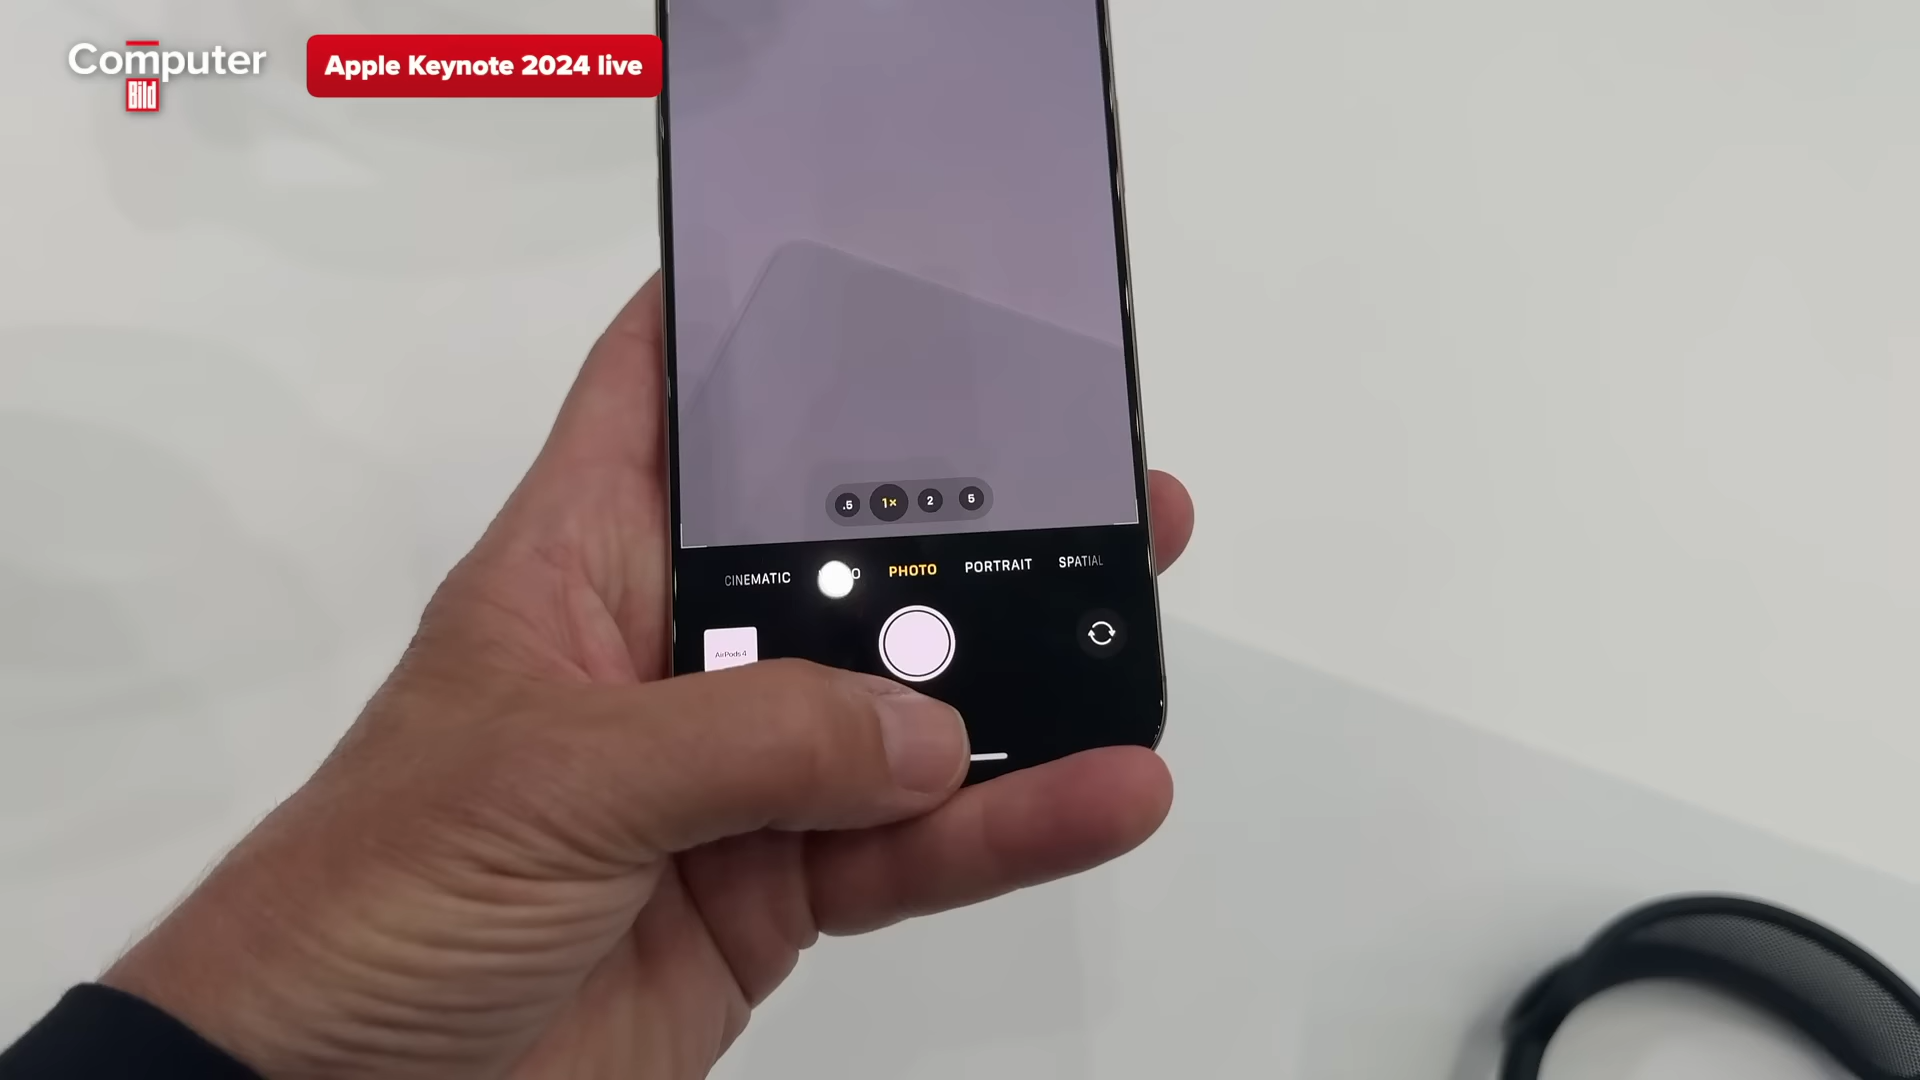 Computer
Bild
Apple Keynote 2024 live
.5 1× 2 5
CINEMATIC PHOTO PORTRAIT SPATIAL
AirPods 4